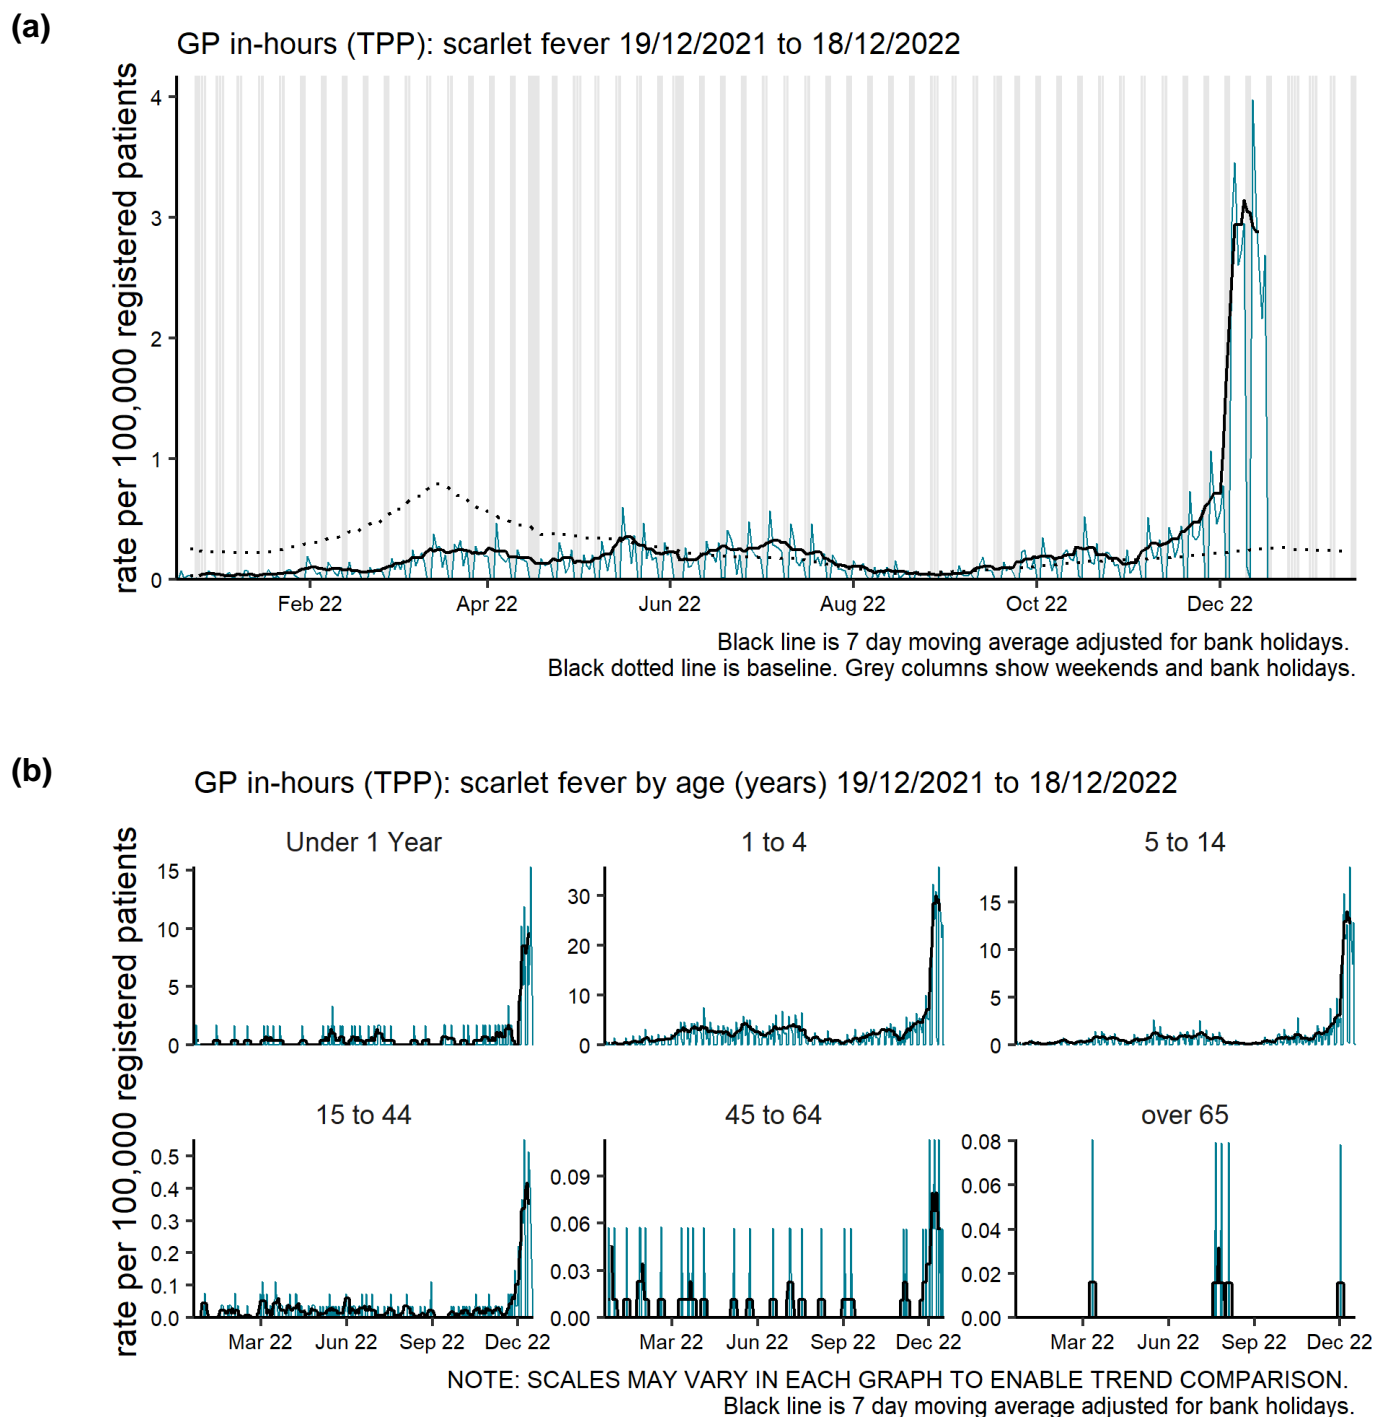 (a)
GP in-hours (TPP): scarlet fever 19/12/2021 to 18/12/2022
rate per 100,000 registered patients
4
3
2
1
0
Feb 22 Apr 22 Jun 22 Aug 22 Oct 22 Dec 22
Black line is 7 day moving average adjusted for bank holidays.
Black dotted line is baseline. Grey columns show weekends and bank holidays.
(b)
GP in-hours (TPP): scarlet fever by age (years) 19/12/2021 to 18/12/2022
rate per 100,000 registered patients
Under 1 Year
15
10
5
0
1 to 4
30
20
10
0
5 to 14
15
10
5
0
15 to 44
0.5
0.4
0.3
0.2
0.1
0.0
Mar 22 Jun 22 Sep 22 Dec 22
45 to 64
0.09
0.06
0.03
0.00
Mar 22 Jun 22 Sep 22 Dec 22
over 65
0.08
0.06
0.04
0.02
0.00
Mar 22 Jun 22 Sep 22 Dec 22
NOTE: SCALES MAY VARY IN EACH GRAPH TO ENABLE TREND COMPARISON.
Black line is 7 day moving average adjusted for bank holidays.